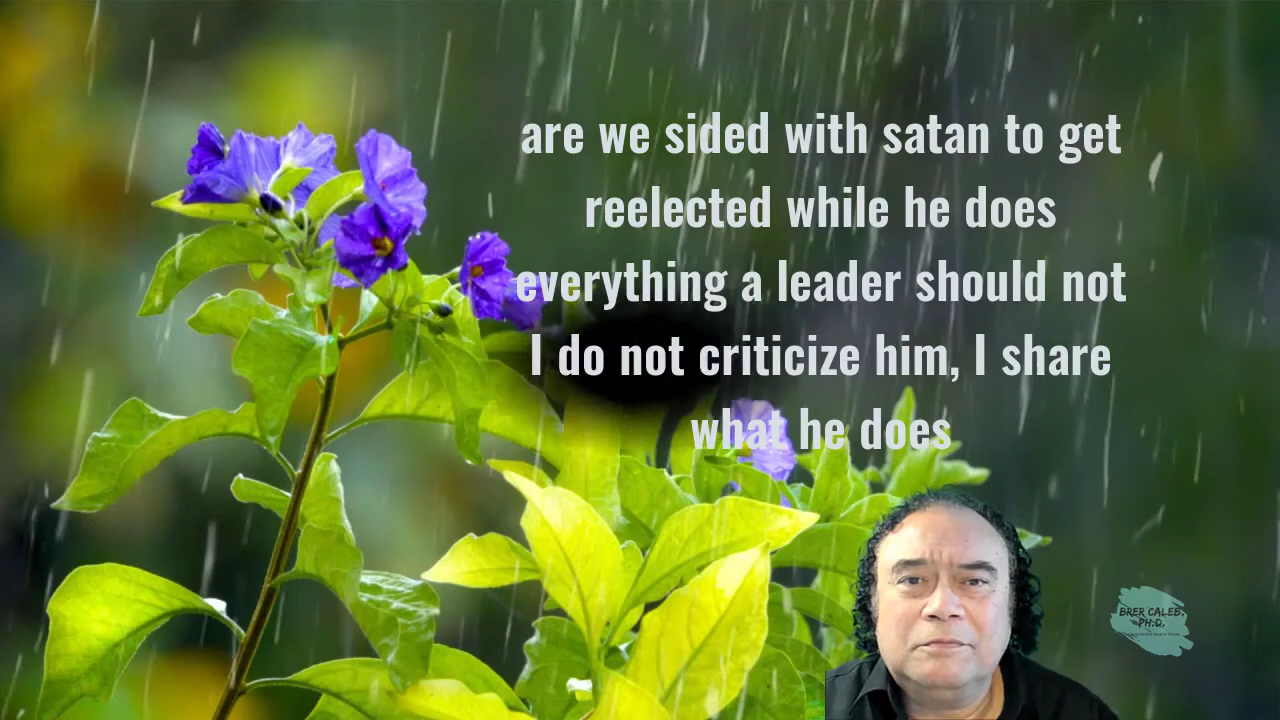 are we sided with satan to get
reelected while he does
everything a leader should not
I do not criticize him, I share
what he does
BRER CALEB,
PH.D.